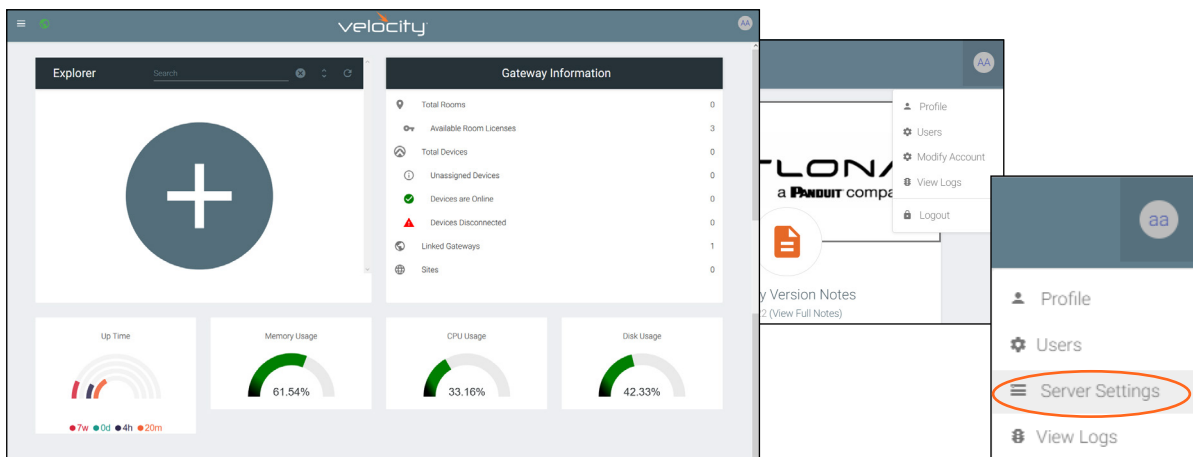 velocity
AA
Explorer
Search
Gateway Information
Total Rooms 0
Available Room Licenses 3
Total Devices 0
Unassigned Devices 0
Devices are Online 0
Devices Disconnected 0
Linked Gateways 1
Sites 0
Up Time
7w 0d 4h 20m
Memory Usage
61.54%
CPU Usage
33.16%
Disk Usage
42.33%
AA
Profile
Users
Modify Account
View Logs
Logout
TLONA
a PANDUIT compa
y Version Notes
2 (View Full Notes)
aa
Profile
Users
Server Settings
View Logs